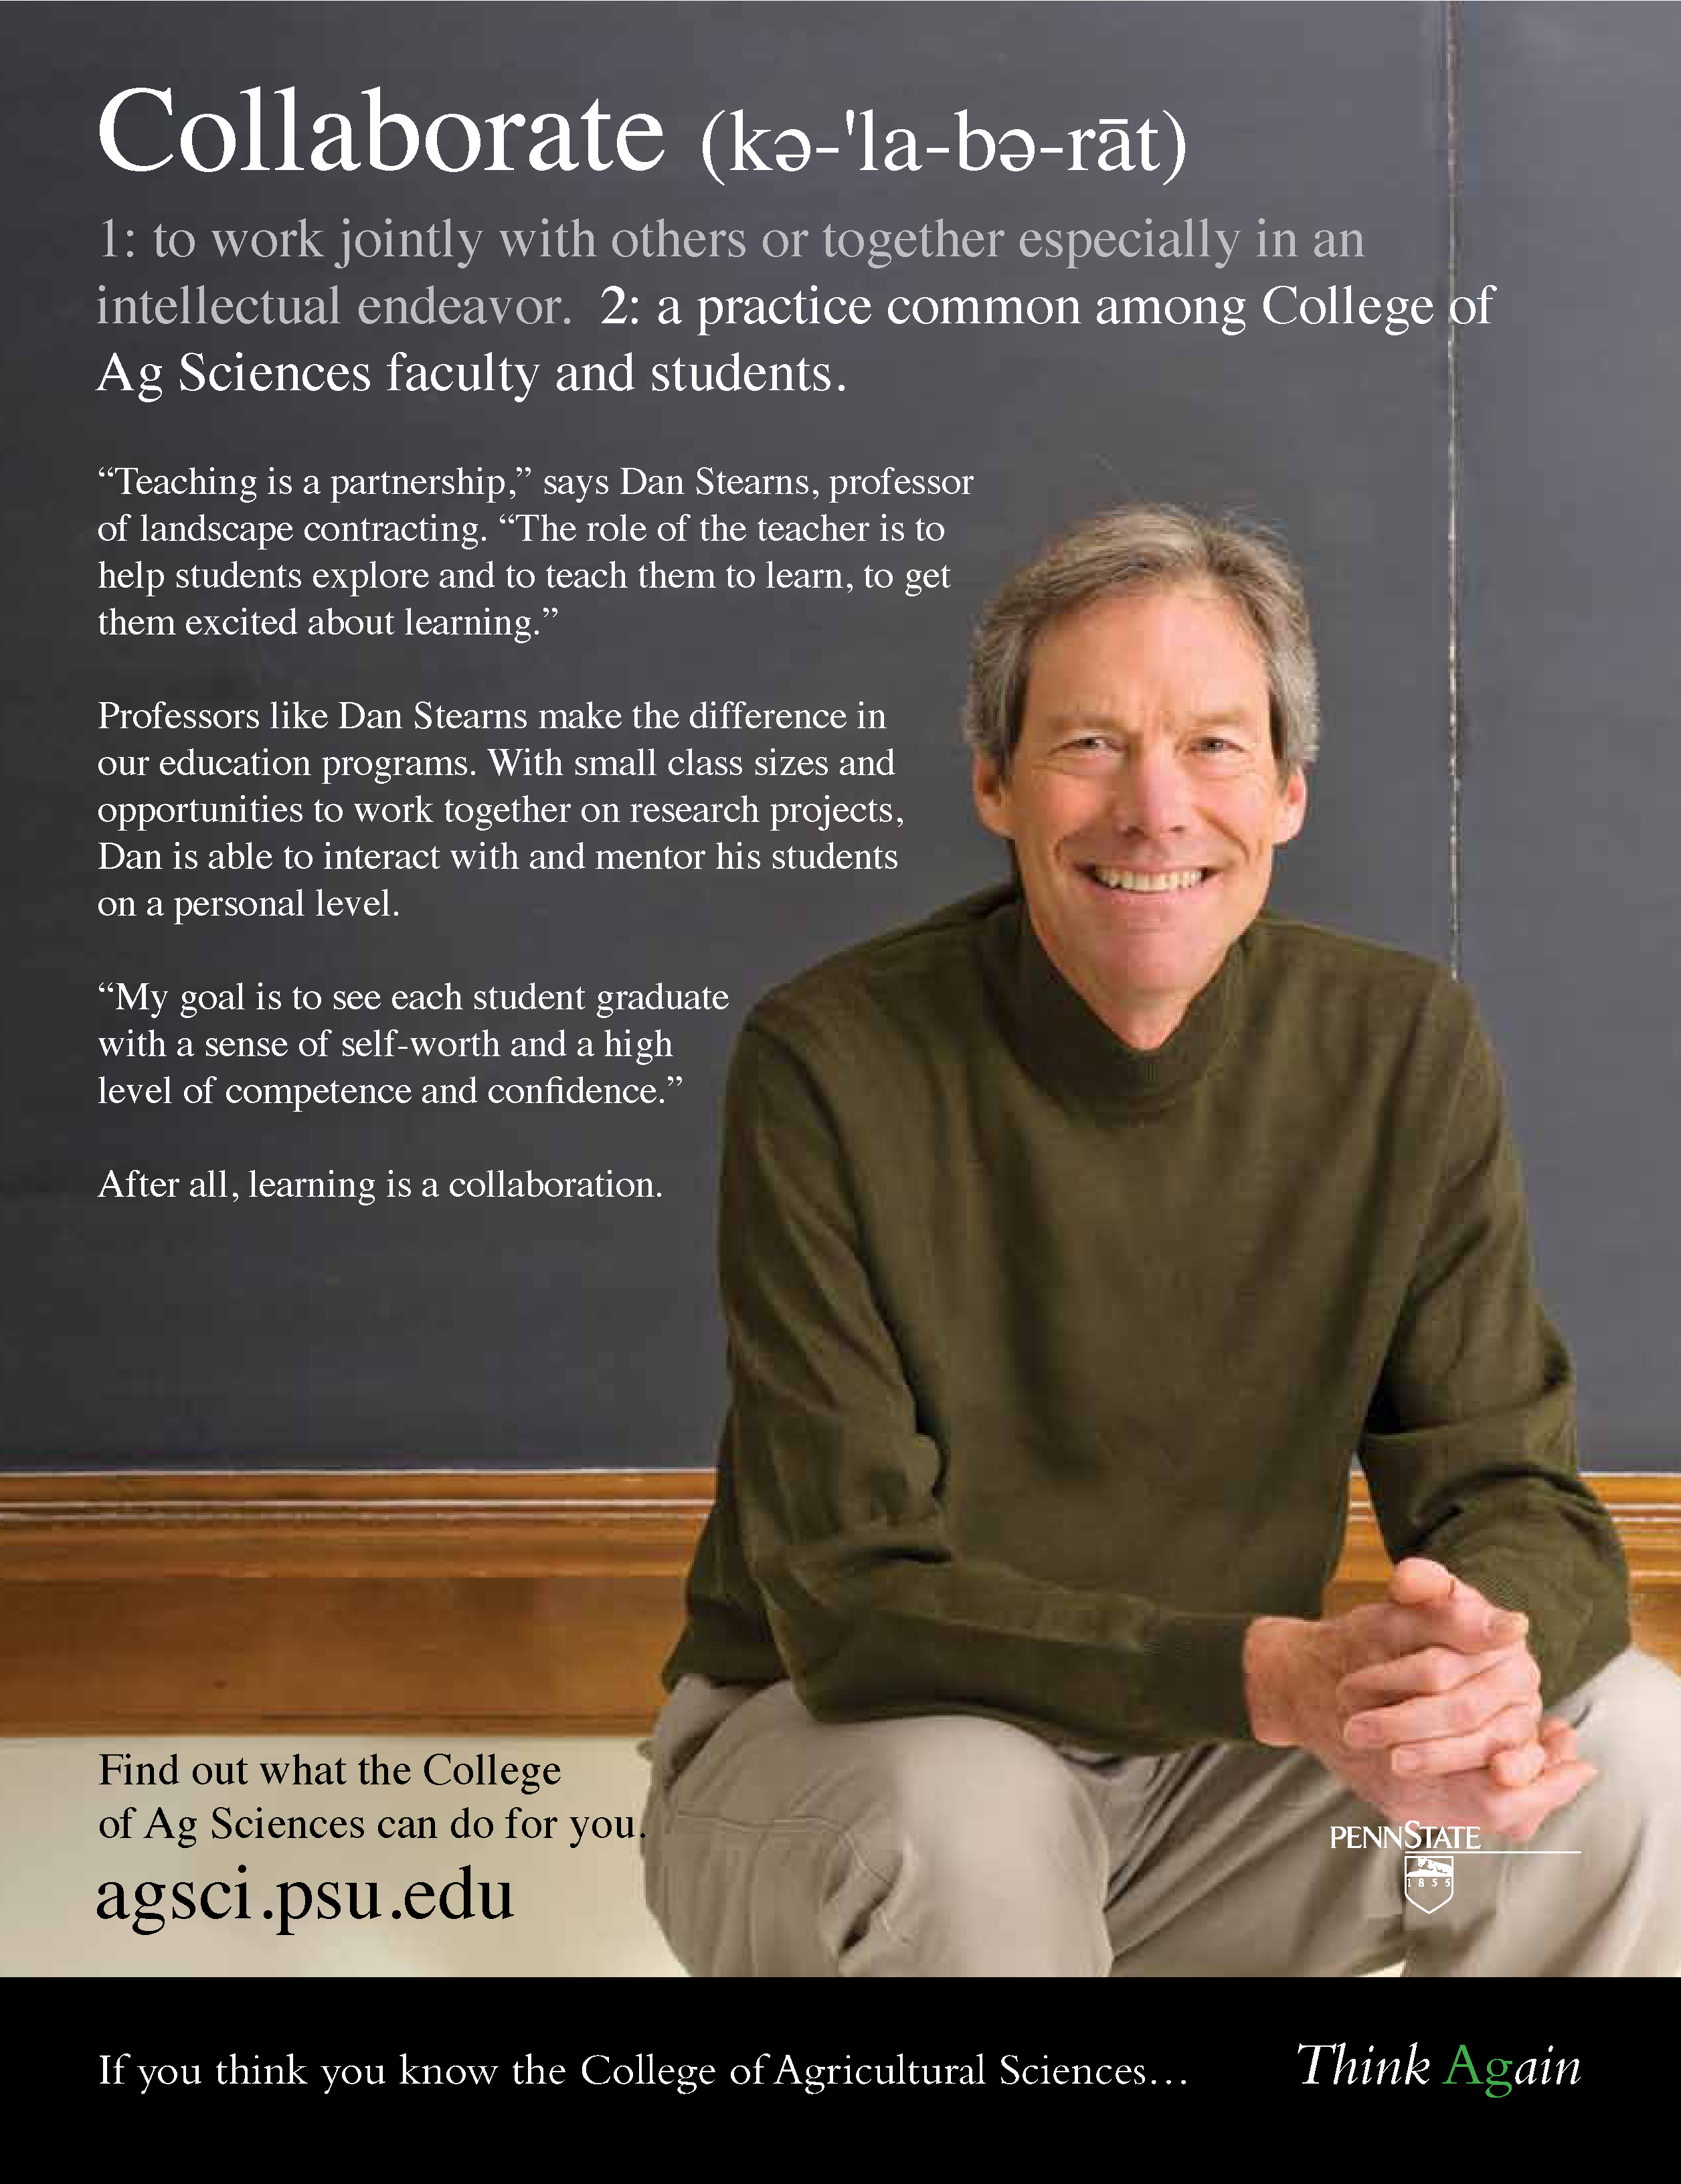 Collaborate (kə-'la-bə-rāt)
1: to work jointly with others or together especially in an
intellectual endeavor.  2: a practice common among College of
Ag Sciences faculty and students.
“Teaching is a partnership,” says Dan Stearns, professor
of landscape contracting. “The role of the teacher is to
help students explore and to teach them to learn, to get
them excited about learning.”
Professors like Dan Stearns make the difference in
our education programs. With small class sizes and
opportunities to work together on research projects,
Dan is able to interact with and mentor his students
on a personal level.
“My goal is to see each student graduate
with a sense of self-worth and a high
level of competence and confidence.”
After all, learning is a collaboration.
Find out what the College
of Ag Sciences can do for you.
agsci.psu.edu
PENNSTATE
1855
If you think you know the College of Agricultural Sciences…
Think Again